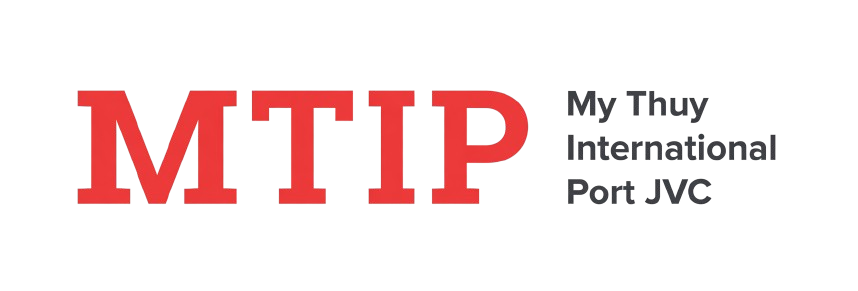 MTIP
My Thuy
International
Port JVC